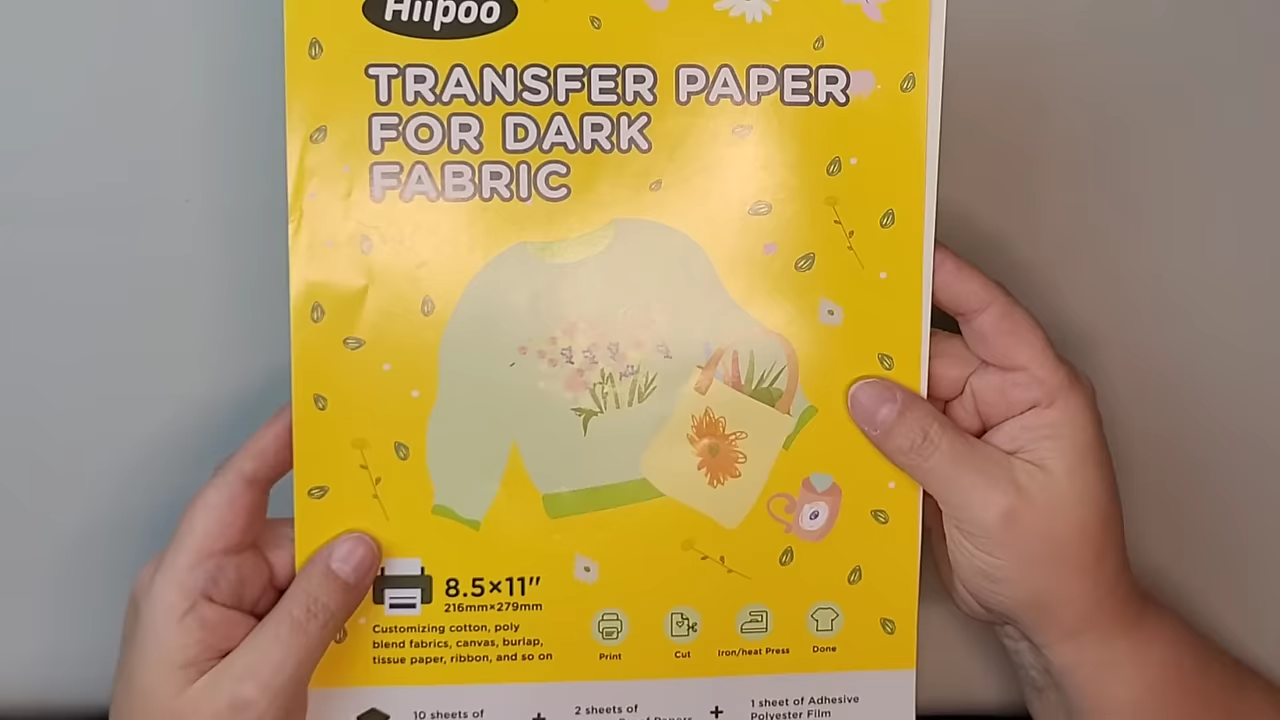 Hiipoo
TRANSFER PAPER
FOR DARK
FABRIC
8.5×11"
216mm×279mm
Customizing cotton, poly
blend fabrics, canvas, burlap,
tissue paper, ribbon, and so on
Print
Cut
Iron/heat Press
Done
10 sheets of
+
2 sheets of
+
1 sheet of Adhesive
Polyester Film